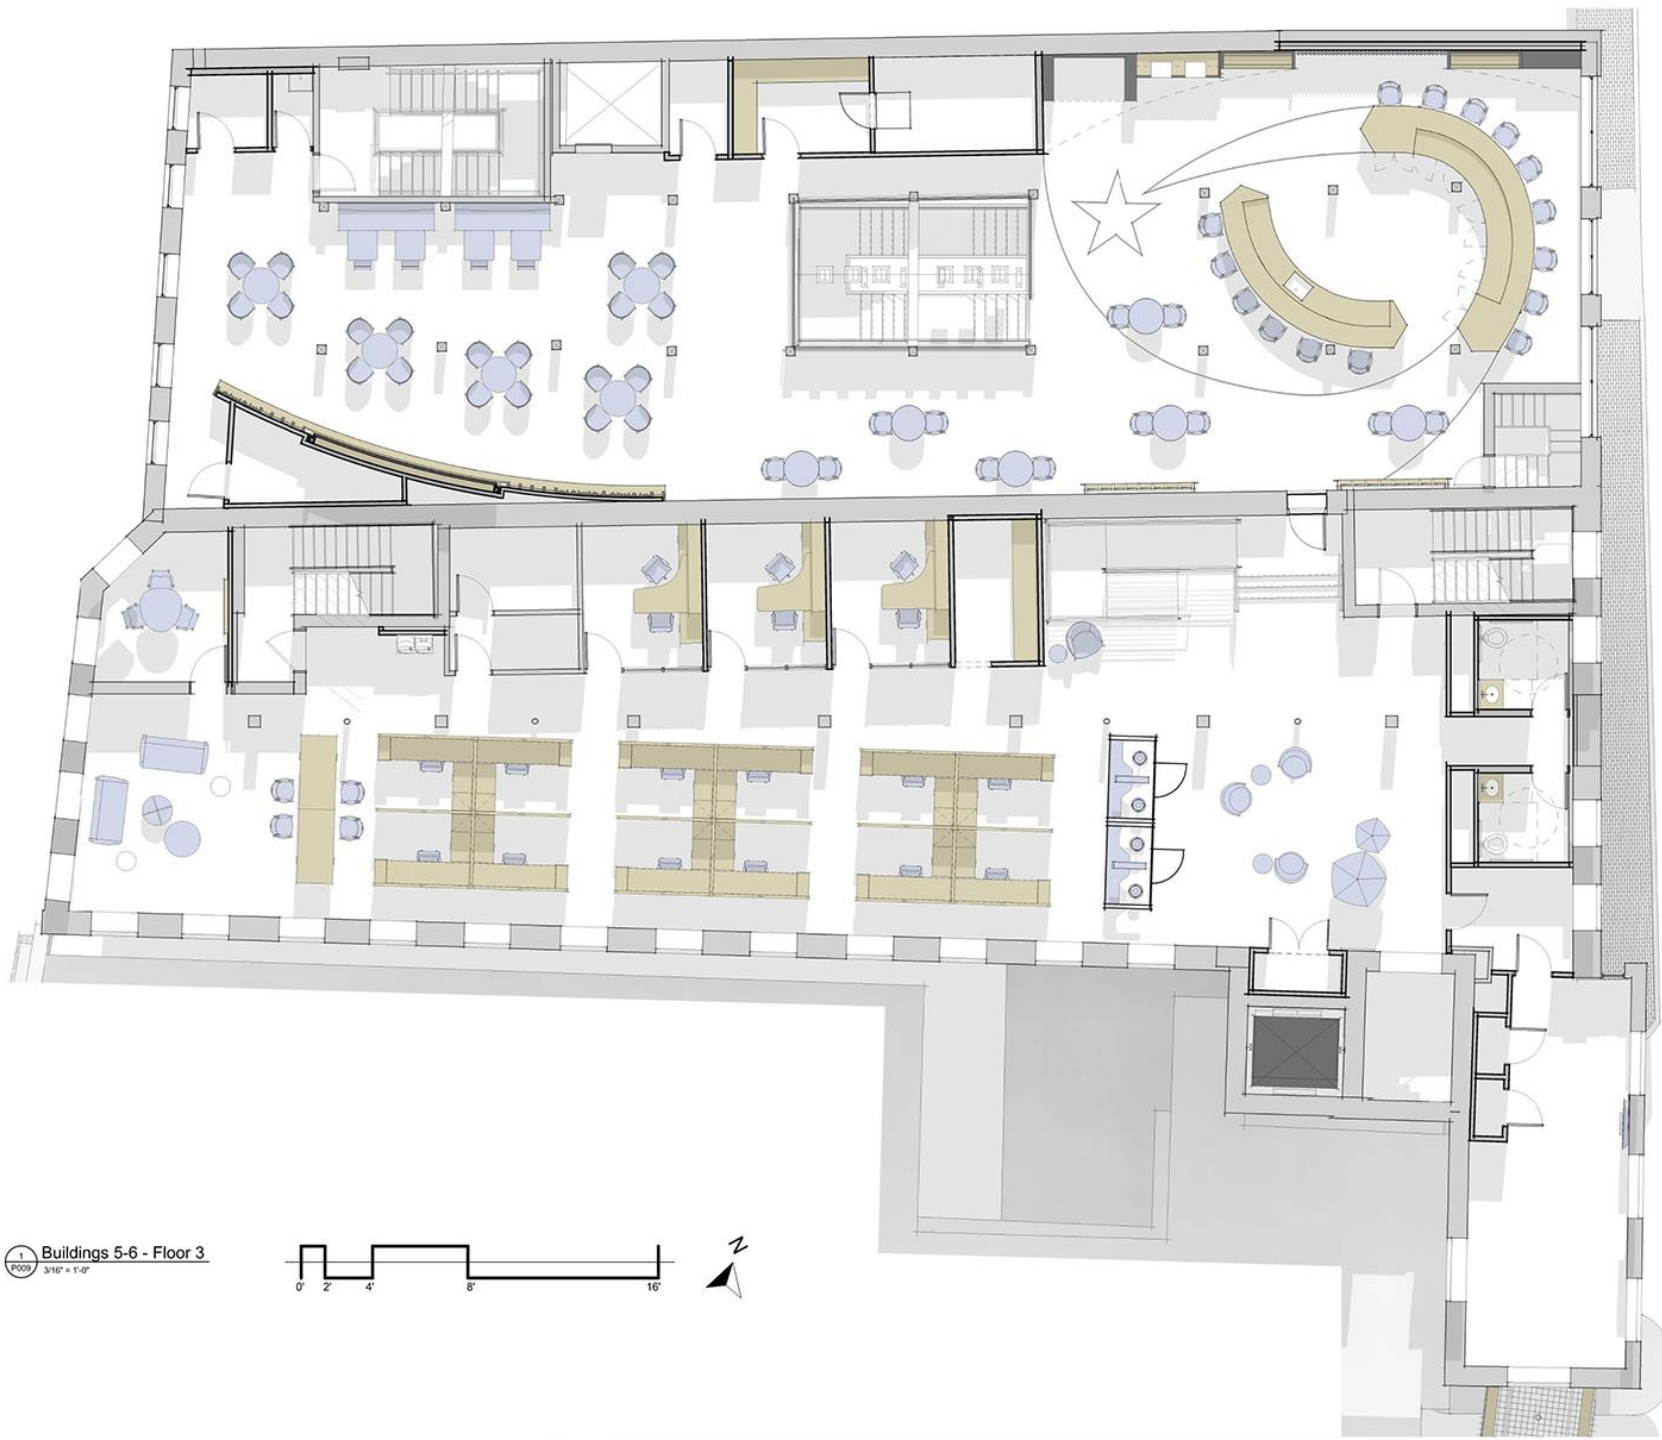 1
P009
Buildings 5-6 - Floor 3
3/16" = 1'-0"
0' 2' 4' 8' 16'
N